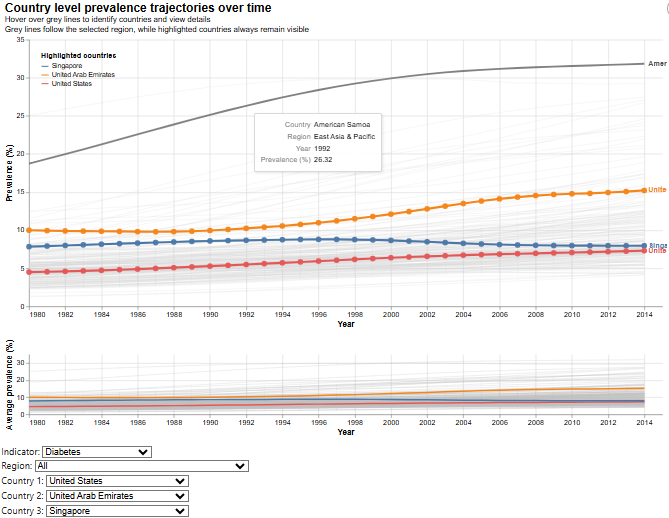 Country level prevalence trajectories over time
Hover over grey lines to identify countries and view details
Grey lines follow the selected region, while highlighted countries always remain visible
35
30
25
20
15
10
5
0
Prevalence (%)
Highlighted countries
Singapore
United Arab Emirates
United States
Country American Samoa
Region East Asia & Pacific
Year 1992
Prevalence (%) 26.32
Amer
Unite
Singa
Unite
1980 1982 1984 1986 1988 1990 1992 1994 1996 1998 2000 2002 2004 2006 2008 2010 2012 2014
Year
Average prevalence (%)
30
20
10
0
1980 1982 1984 1986 1988 1990 1992 1994 1996 1998 2000 2002 2004 2006 2008 2010 2012 2014
Year
Indicator: Diabetes
Region: All
Country 1: United States
Country 2: United Arab Emirates
Country 3: Singapore